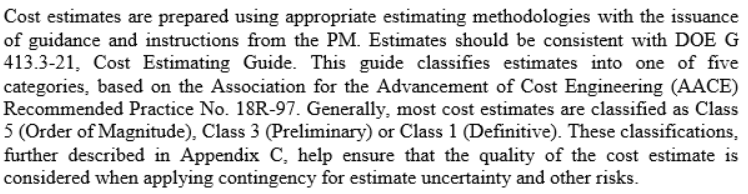 Cost estimates are prepared using appropriate estimating methodologies with the issuance
of guidance and instructions from the PM. Estimates should be consistent with DOE G
413.3-21, Cost Estimating Guide. This guide classifies estimates into one of five
categories, based on the Association for the Advancement of Cost Engineering (AACE)
Recommended Practice No. 18R-97. Generally, most cost estimates are classified as Class
5 (Order of Magnitude), Class 3 (Preliminary) or Class 1 (Definitive). These classifications,
further described in Appendix C, help ensure that the quality of the cost estimate is
considered when applying contingency for estimate uncertainty and other risks.